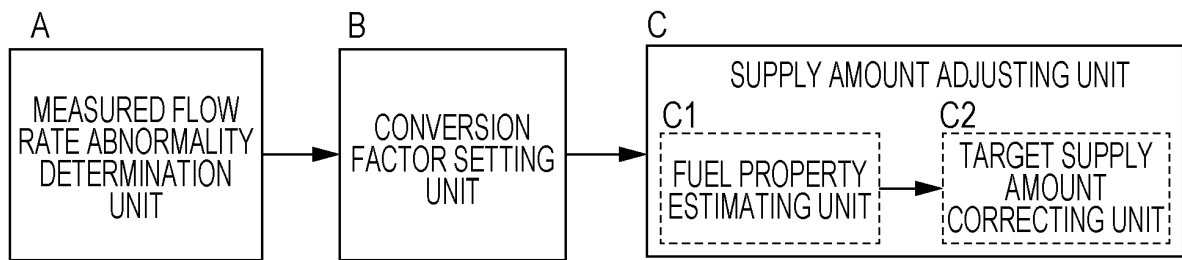 A
MEASURED FLOW
RATE ABNORMALITY
DETERMINATION
UNIT
B
CONVERSION
FACTOR SETTING
UNIT
C
SUPPLY AMOUNT ADJUSTING UNIT
C1
FUEL PROPERTY
ESTIMATING UNIT
C2
TARGET SUPPLY
AMOUNT
CORRECTING UNIT